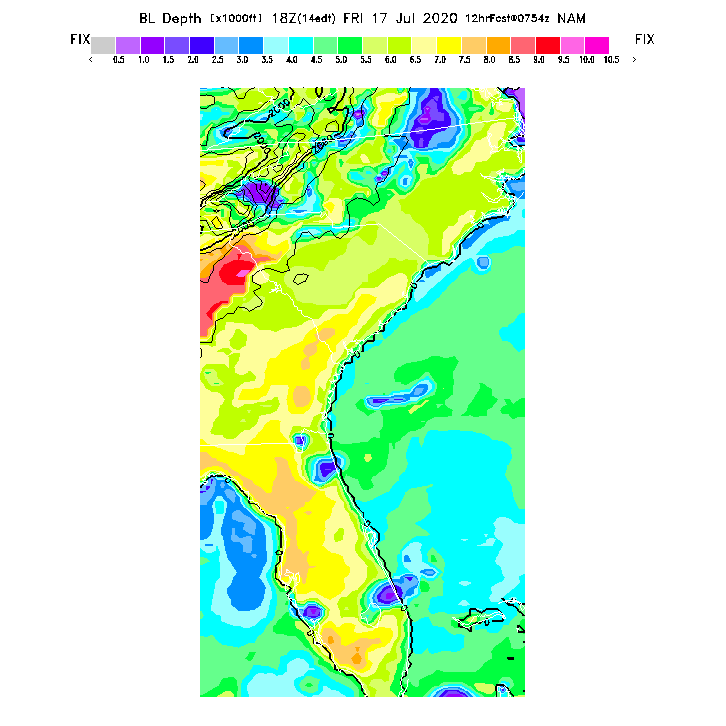 BL Depth [x1000ft] 18Z(14edt) FRI 17 Jul 2020 12hrFcst@0754z NAM
FIX FIX
< 0.5 1.0 1.5 2.0 2.5 3.0 3.5 4.0 4.5 5.0 5.5 6.0 6.5 7.0 7.5 8.0 8.5 9.0 9.5 10.0 10.5 >
2000